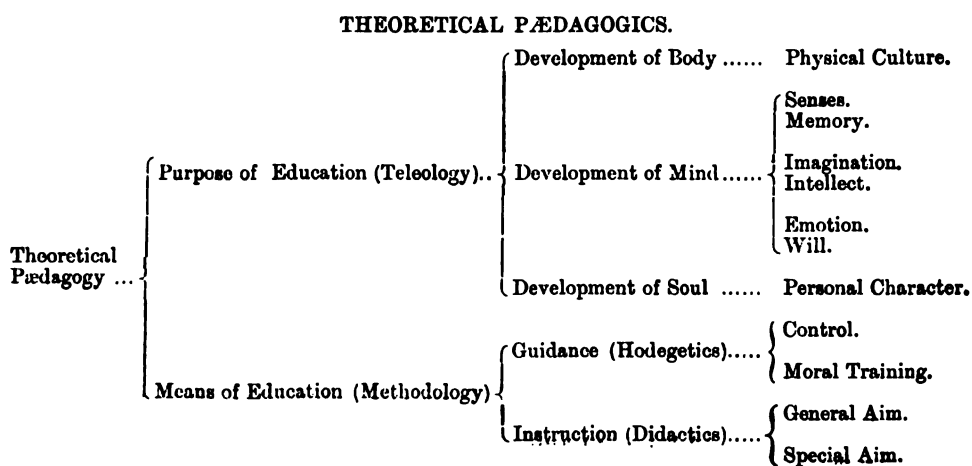 THEORETICAL PÆDAGOGICS.
Development of Body ...... Physical Culture.
Senses.
Memory.
Purpose of Education (Teleology).. Development of Mind ......
Imagination.
Intellect.
Emotion.
Will.
Theoretical
Pædagogy ...
Development of Soul ...... Personal Character.
Guidance (Hodegetics).....
Control.
Moral Training.
Means of Education (Methodology)
Instruction (Didactics).....
General Aim.
Special Aim.